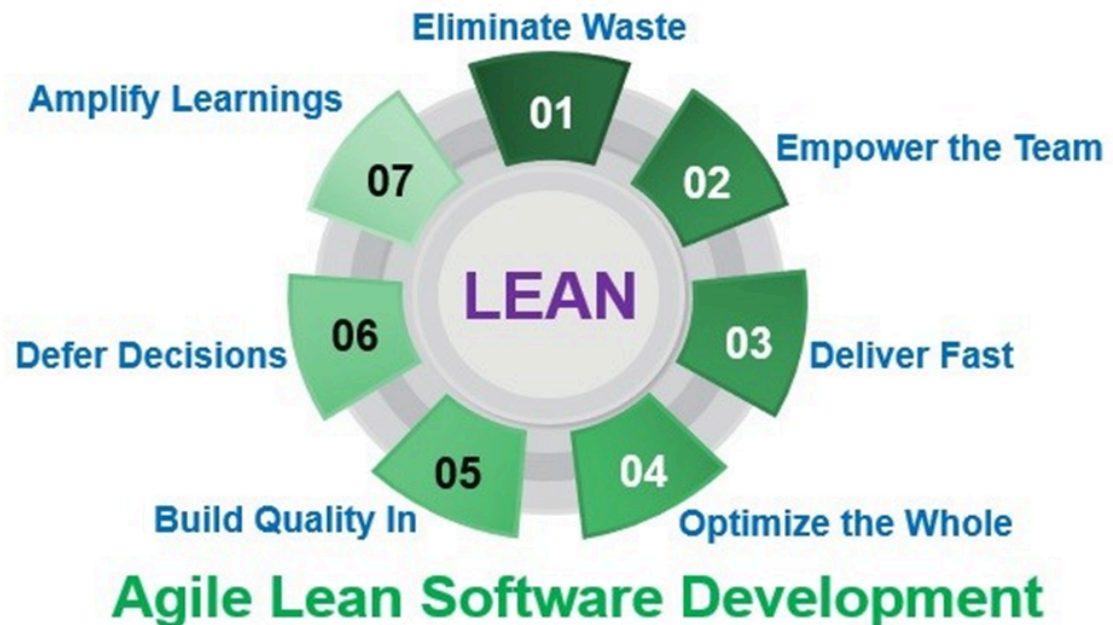 Eliminate Waste
01
Empower the Team
02
Deliver Fast
03
Optimize the Whole
04
Build Quality In
05
Defer Decisions
06
Amplify Learnings
07
LEAN
Agile Lean Software Development